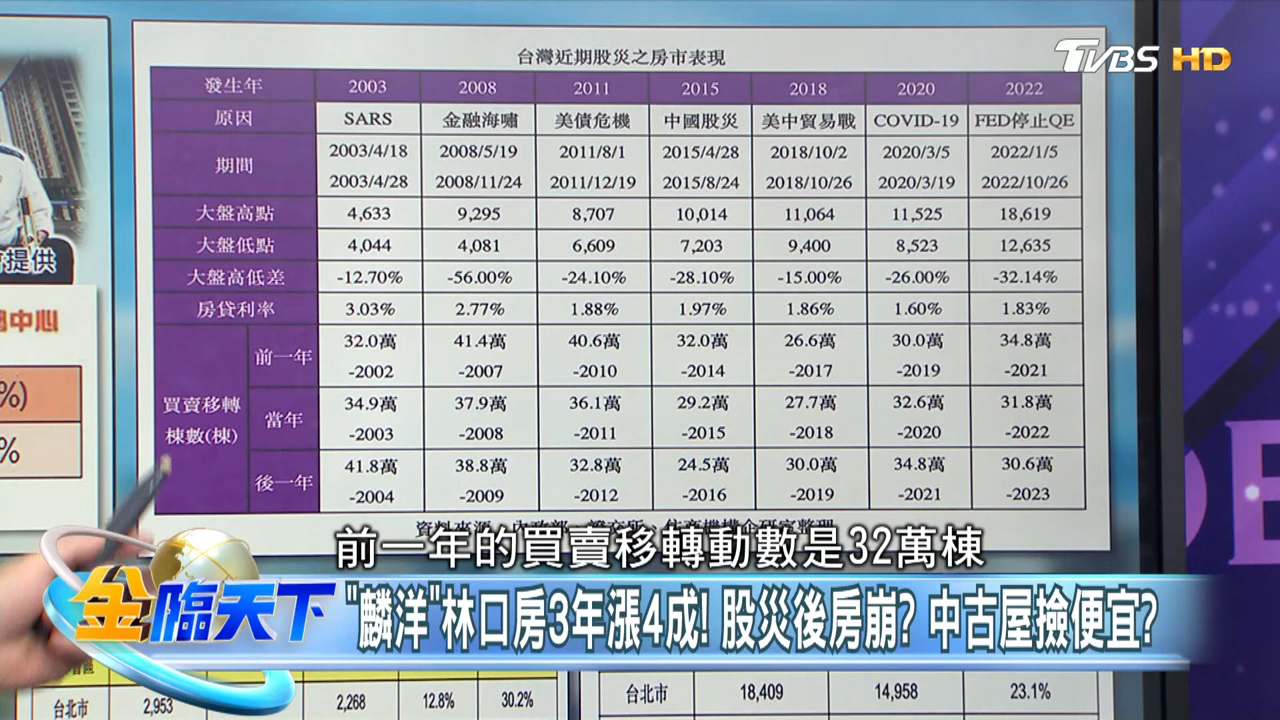 TVBS HD
台灣近期股災之房市表現
發生年 2003 2008 2011 2015 2018 2020 2022
原因 SARS 金融海嘯 美債危機 中國股災 美中貿易戰 COVID-19 FED停止QE
期間 2003/4/18 2008/5/19 2011/8/1 2015/4/28 2018/10/2 2020/3/5 2022/1/5
2003/4/28 2008/11/24 2011/12/19 2015/8/24 2018/10/26 2020/3/19 2022/10/26
大盤高點 4,633 9,295 8,707 10,014 11,064 11,525 18,619
大盤低點 4,044 4,081 6,609 7,203 9,400 8,523 12,635
大盤高低差 -12.70% -56.00% -24.10% -28.10% -15.00% -26.00% -32.14%
房貸利率 3.03% 2.77% 1.88% 1.97% 1.86% 1.60% 1.83%
買賣移轉
棟數(棟)
前一年 32.0萬 41.4萬 40.6萬 32.0萬 26.6萬 30.0萬 34.8萬
-2002 -2007 -2010 -2014 -2017 -2019 -2021
當年 34.9萬 37.9萬 36.1萬 29.2萬 27.7萬 32.6萬 31.8萬
-2003 -2008 -2011 -2015 -2018 -2020 -2022
後一年 41.8萬 38.8萬 32.8萬 24.5萬 30.0萬 34.8萬 30.6萬
-2004 -2009 -2012 -2016 -2019 -2021 -2023
提供
中心
%)
%
前一年的買賣移轉動數是32萬棟
金臨天下
"麟洋"林口房3年漲4成! 股災後房崩? 中古屋撿便宜?
台北市 2,953 2,268 12.8% 30.2%
台北市 18,409 14,958 23.1%